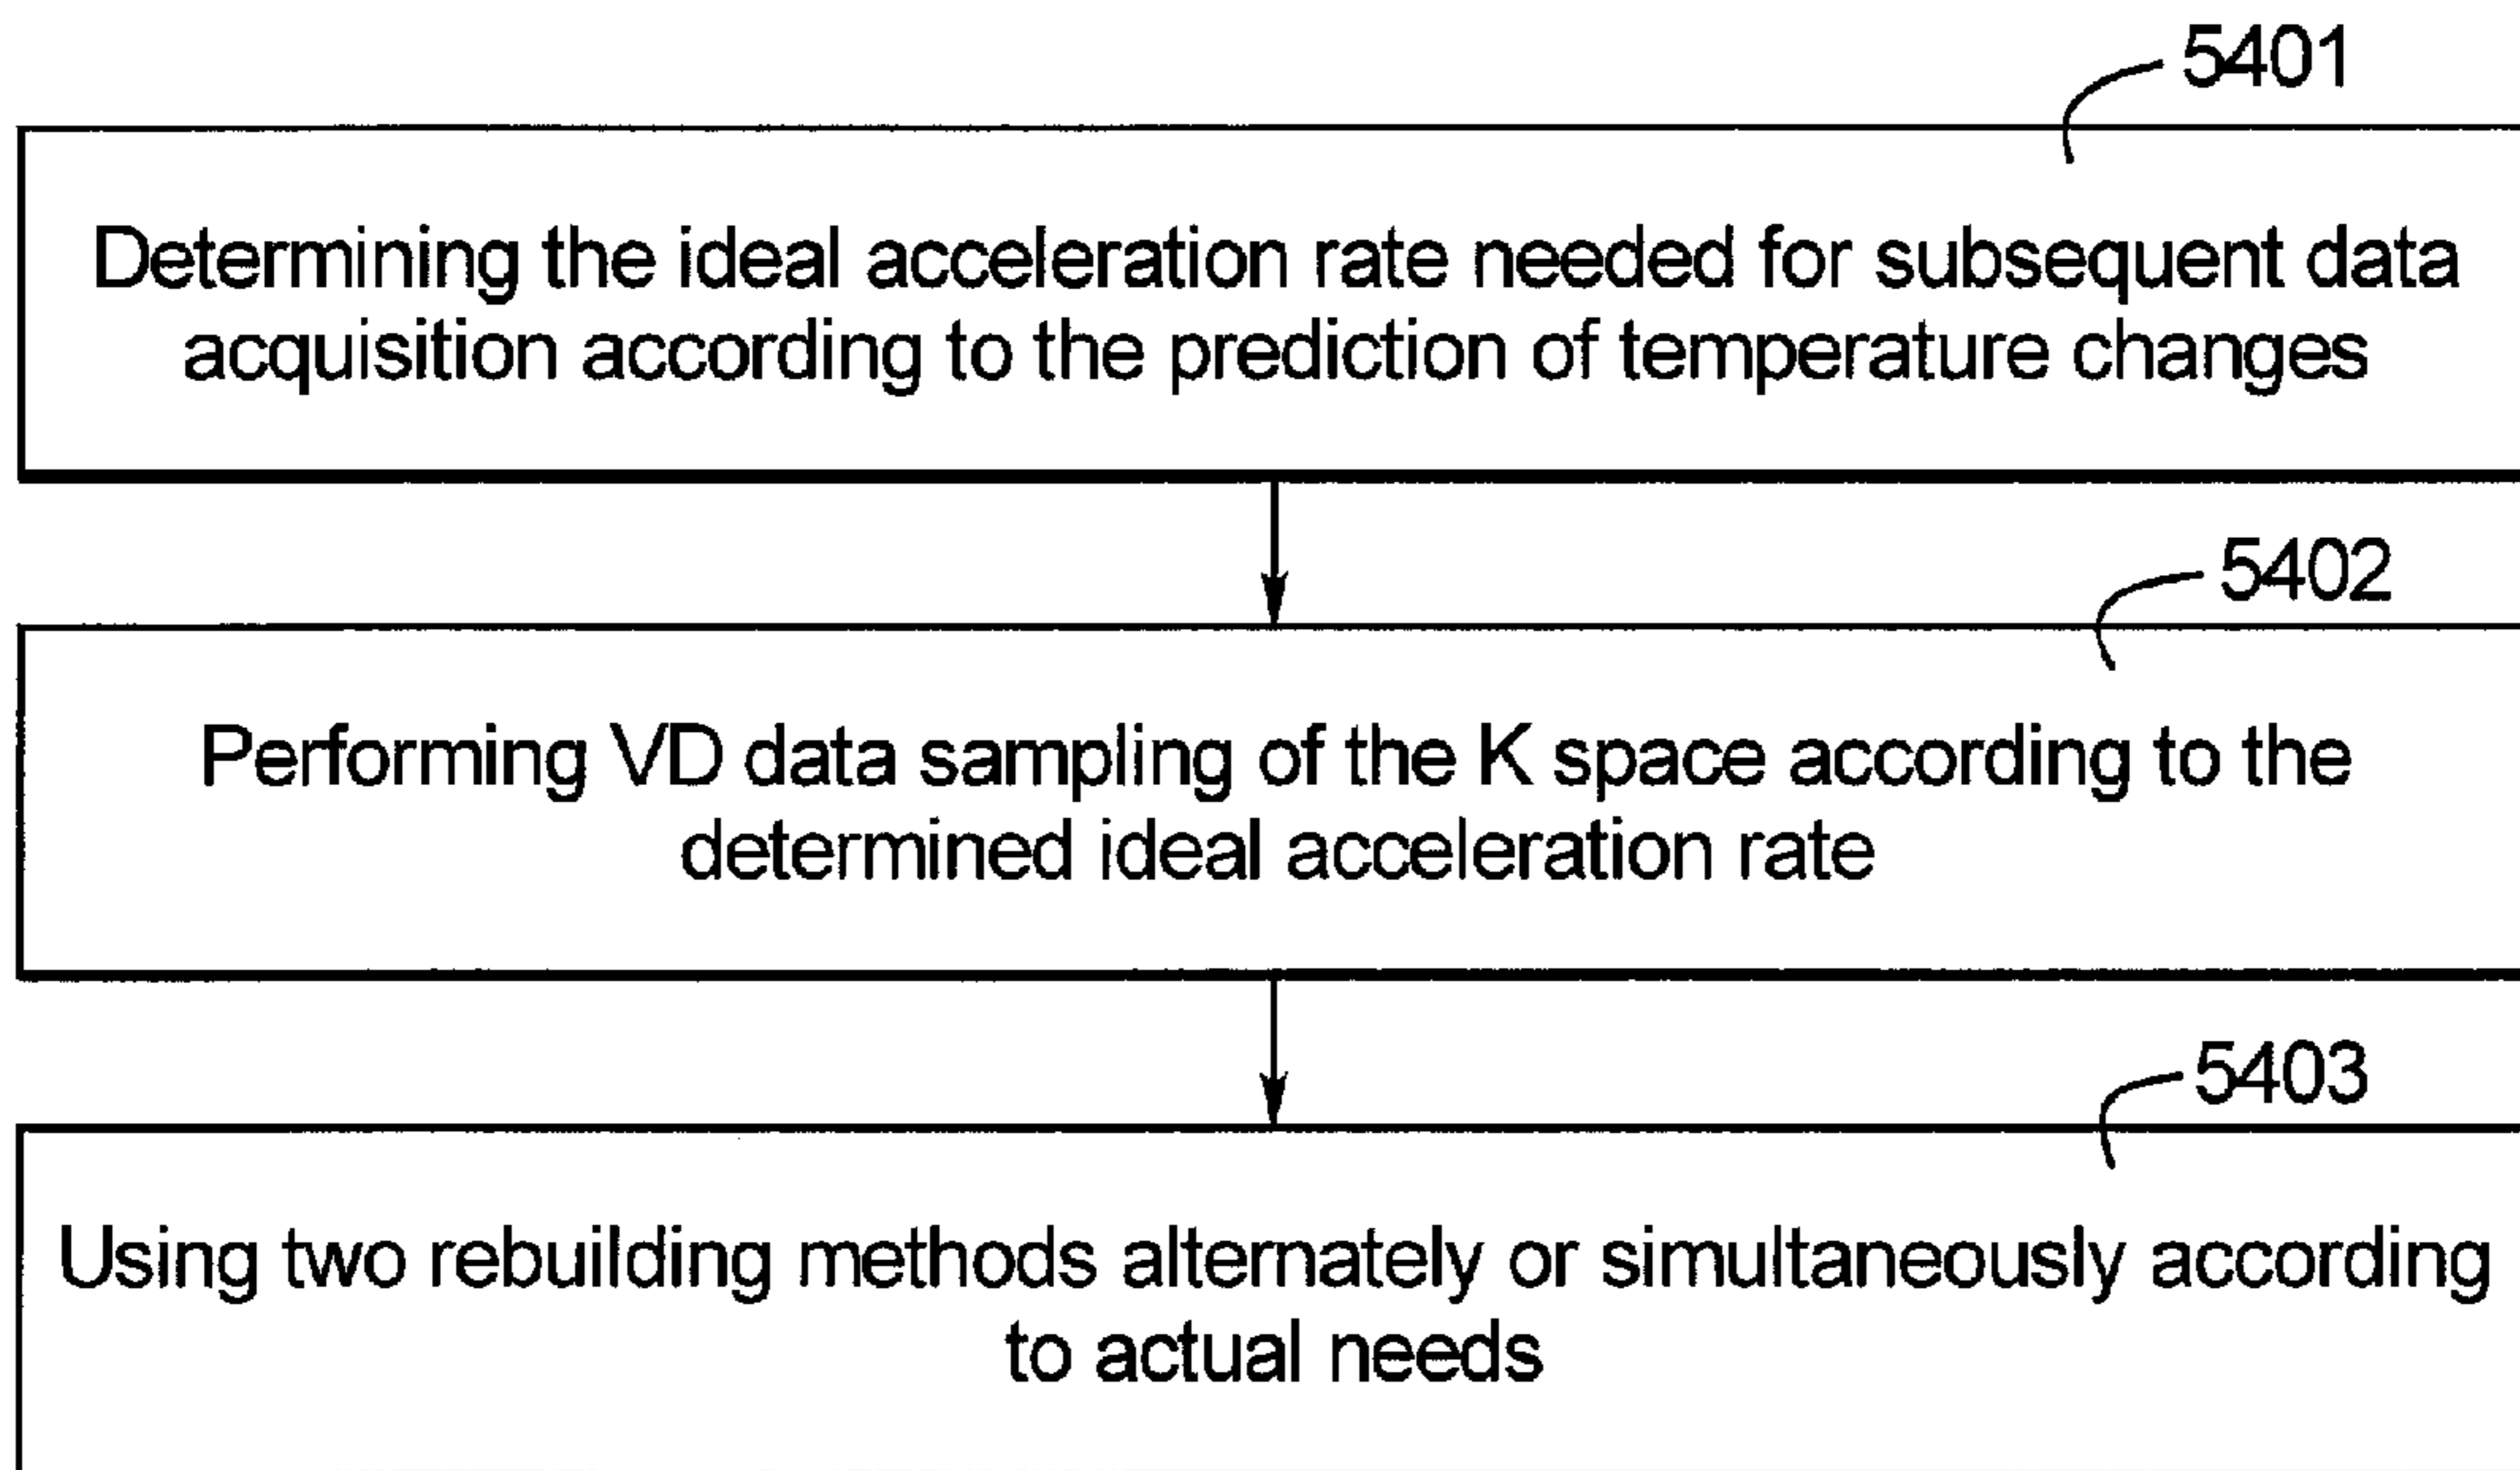 5401
Determining the ideal acceleration rate needed for subsequent data
acquisition according to the prediction of temperature changes
5402
Performing VD data sampling of the K space according to the
determined ideal acceleration rate
5403
Using two rebuilding methods alternately or simultaneously according
to actual needs